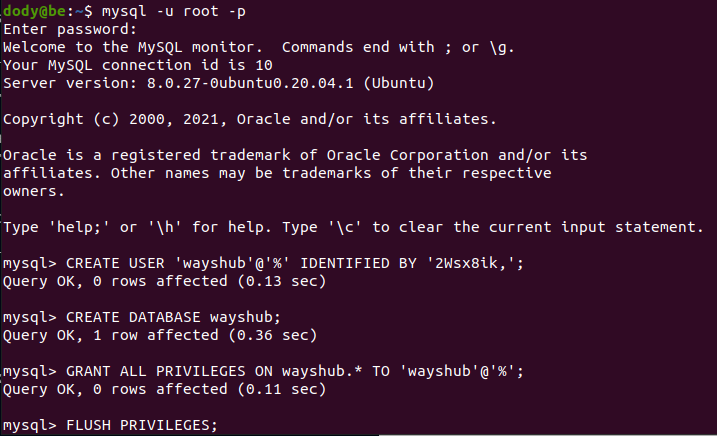 dody@be:~$ mysql -u root -p
Enter password:
Welcome to the MySQL monitor.  Commands end with ; or \g.
Your MySQL connection id is 10
Server version: 8.0.27-0ubuntu0.20.04.1 (Ubuntu)
Copyright (c) 2000, 2021, Oracle and/or its affiliates.
Oracle is a registered trademark of Oracle Corporation and/or its
affiliates. Other names may be trademarks of their respective
owners.
Type 'help;' or '\h' for help. Type '\c' to clear the current input statement.
mysql> CREATE USER 'wayshub'@'%' IDENTIFIED BY '2Wsx8ik,';
Query OK, 0 rows affected (0.13 sec)
mysql> CREATE DATABASE wayshub;
Query OK, 1 row affected (0.36 sec)
mysql> GRANT ALL PRIVILEGES ON wayshub.* TO 'wayshub'@'%';
Query OK, 0 rows affected (0.11 sec)
mysql> FLUSH PRIVILEGES;